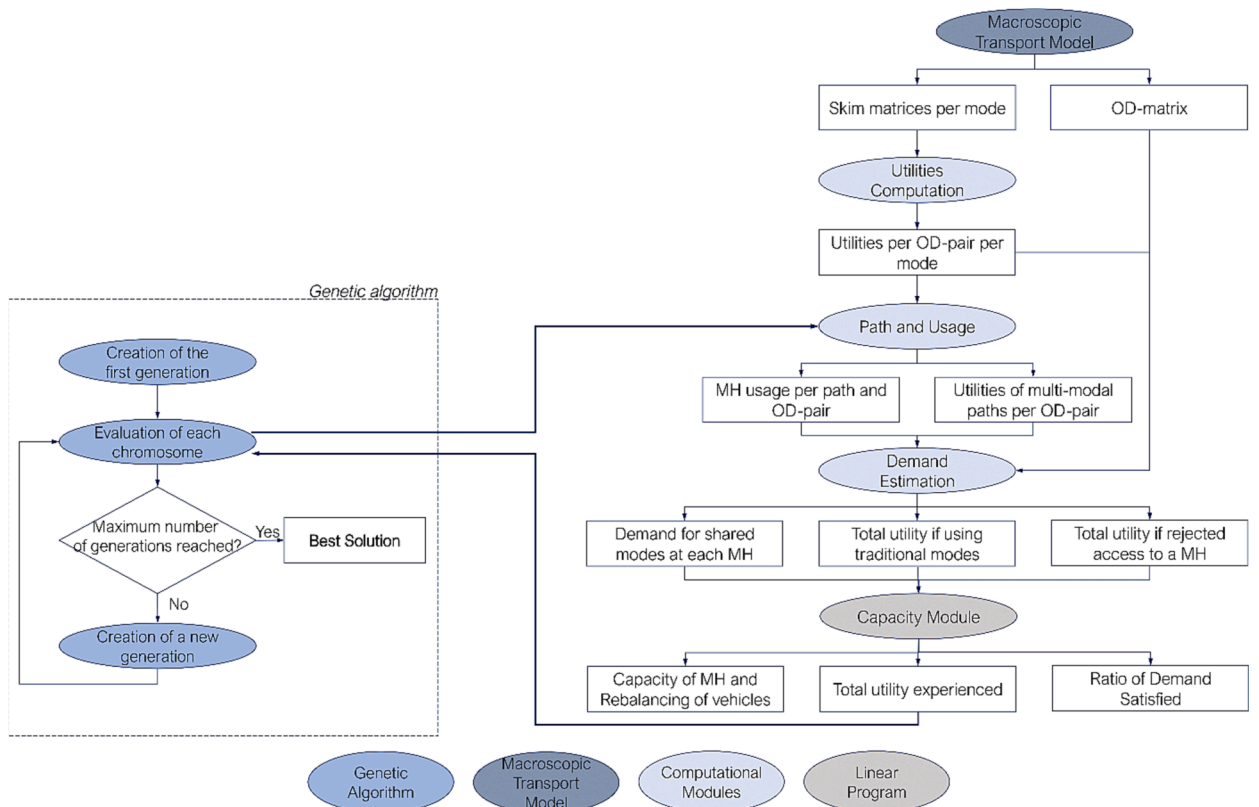 Macroscopic
Transport Model
Skim matrices per mode
OD-matrix
Utilities
Computation
Utilities per OD-pair per
mode
Genetic algorithm
Path and Usage
Creation of the
first generation
MH usage per path and
OD-pair
Utilities of multi-modal
paths per OD-pair
Evaluation of each
chromosome
Demand
Estimation
Maximum number
of generations reached?
Yes
Best Solution
Demand for shared
modes at each MH
Total utility if using
traditional modes
Total utility if rejected
access to a MH
No
Creation of a new
generation
Capacity Module
Capacity of MH and
Rebalancing of vehicles
Total utility experienced
Ratio of Demand
Satisfied
Genetic
Algorithm
Macroscopic
Transport
Model
Computational
Modules
Linear
Program